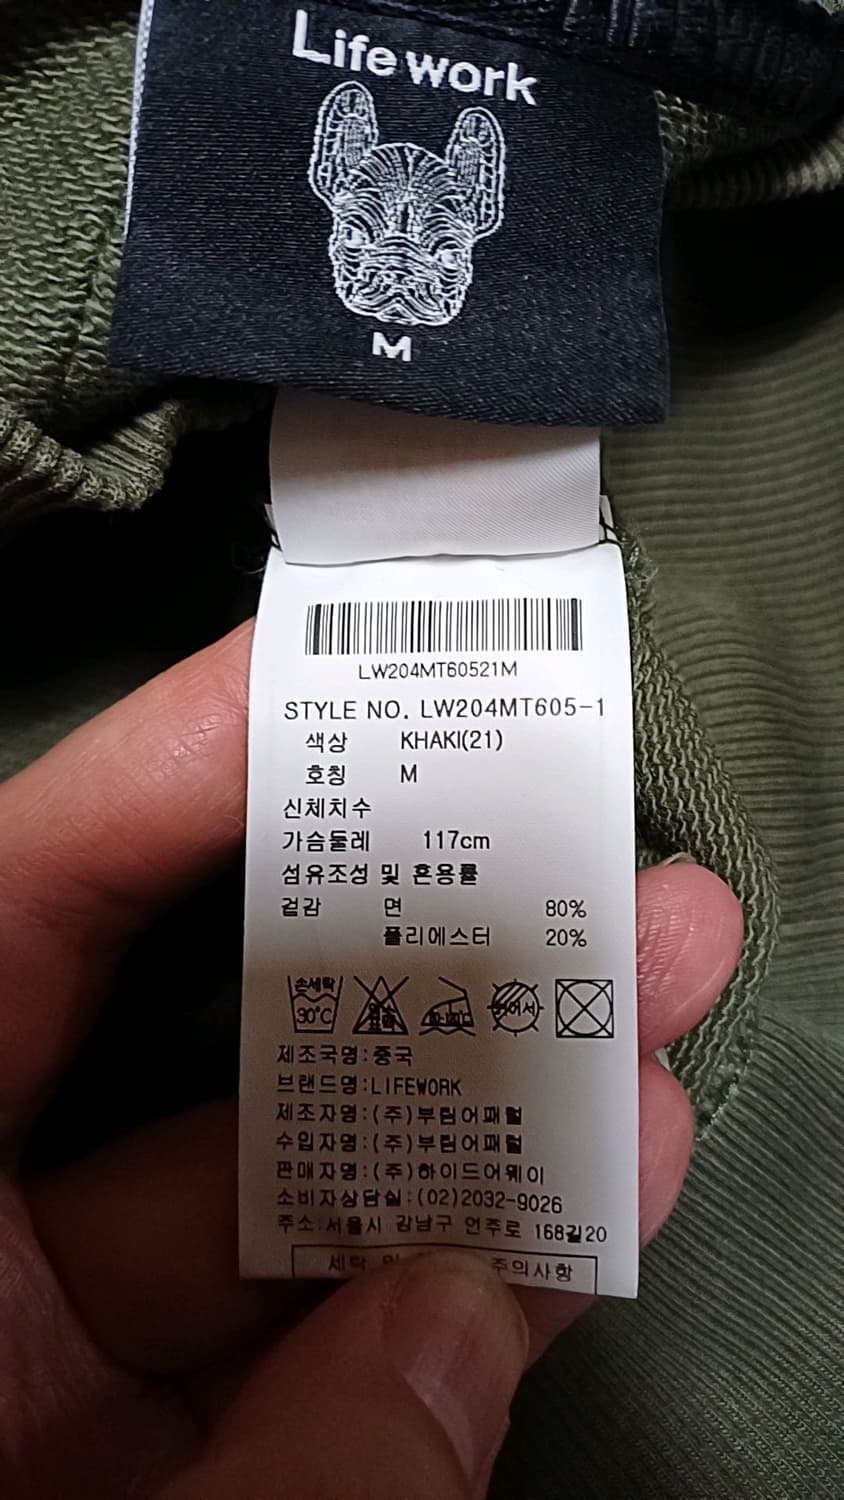 Life work
M
LW204MT60521M
STYLE NO. LW204MT605-1
색상 KHAKI(21)
호칭 M
신체치수
가슴둘레 117cm
섬유조성 및 혼용률
겉감 면 80%
폴리에스터 20%
손세탁
30°C
제조국명:중국
브랜드명:LIFEWORK
제조자명:(주)부림어패럴
수입자명:(주)부림어패럴
판매자명:(주)하이드어웨이
소비자상담실:(02)2032-9026
주소:서울시 강남구 언주로 168길20
세탁 주의사항